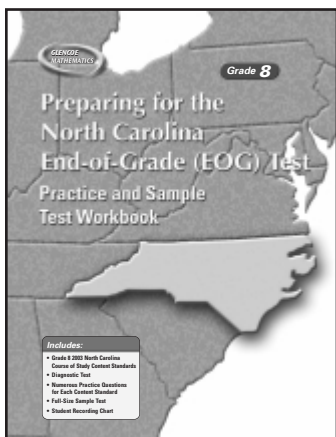 GLENCOE
MATHEMATICS
Grade 8
Preparing for the
North Carolina
End-of-Grade (EOG) Test
Practice and Sample
Test Workbook
Includes:
• Grade 8 2003 North Carolina
Course of Study Content Standards
• Diagnostic Test
• Numerous Practice Questions
for Each Content Standard
• Full-Size Sample Test
• Student Recording Chart